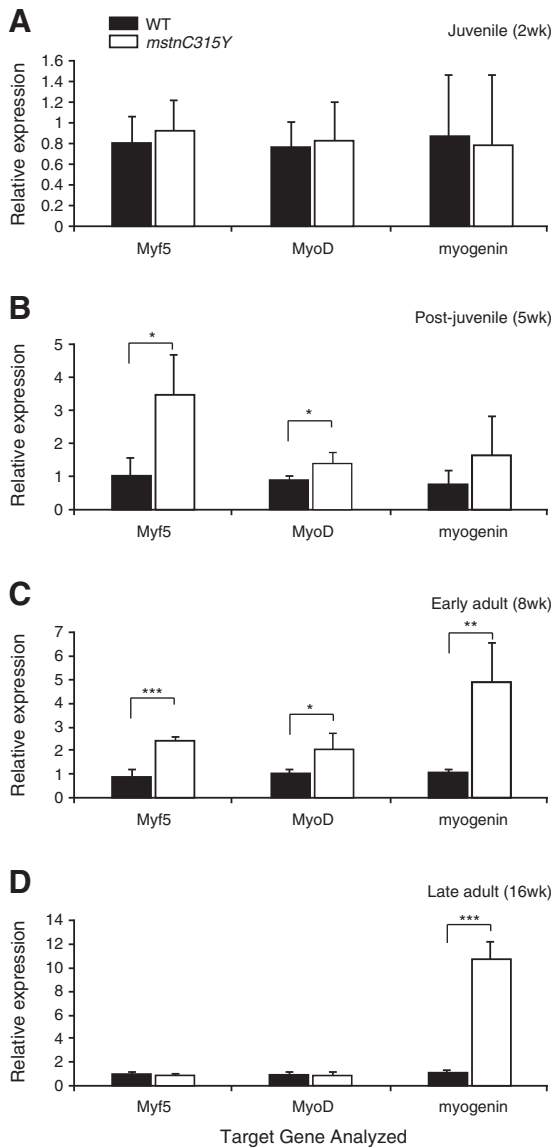 A
WT
mstnC315Y
Juvenile (2wk)
Relative expression
1.6
1.4
1.2
1
0.8
0.6
0.4
0.2
0
Myf5 MyoD myogenin
B
Post-juvenile (5wk)
Relative expression
5
4
3
2
1
0
*
*
Myf5 MyoD myogenin
C
Early adult (8wk)
Relative expression
7
6
5
4
3
2
1
0
***
*
**
Myf5 MyoD myogenin
D
Late adult (16wk)
Relative expression
14
12
10
8
6
4
2
0
***
Myf5 MyoD myogenin
Target Gene Analyzed